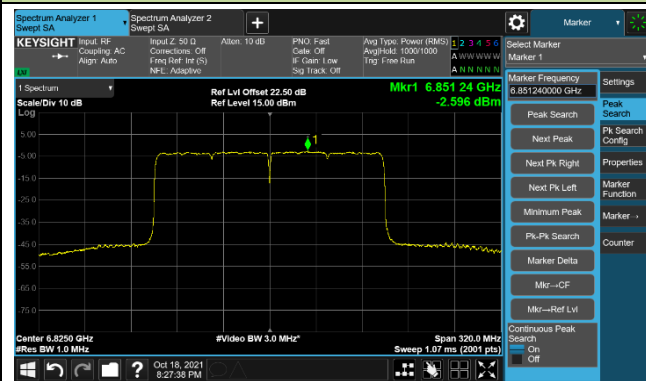 Spectrum Analyzer 1
Swept SA
Spectrum Analyzer 2
Swept SA
+
Marker
KEYSIGHT
Input: RF
Coupling: AC
Align: Auto
Input Z: 50 Ω
Corrections: Off
Freq Ref: Int (S)
NFE: Adaptive
Atten: 10 dB
PNO: Fast
Gate: Off
IF Gain: Low
Sig Track: Off
Avg Type: Power (RMS)
Avg|Hold: 1000/1000
Trig: Free Run
1 2 3 4 5 6
A W W W W W
A N N N N N
LXI
Select Marker
Marker 1
1 Spectrum
Scale/Div 10 dB
Log
Ref Lvl Offset 22.50 dB
Ref Level 15.00 dBm
Mkr1 6.851 24 GHz
-2.596 dBm
5.00
-5.00
-15.0
-25.0
-35.0
-45.0
-55.0
-65.0
-75.0
1
Center 6.8250 GHz
#Res BW 1.0 MHz
#Video BW 3.0 MHz*
Span 320.0 MHz
Sweep 1.07 ms (2001 pts)
Marker Frequency
6.851240000 GHz
Peak Search
Next Peak
Next Pk Right
Next Pk Left
Minimum Peak
Pk-Pk Search
Marker Delta
Mkr→CF
Mkr→Ref Lvl
Continuous Peak
Search
On
Off
Settings
Peak
Search
Pk Search
Config
Properties
Marker
Function
Marker→
Counter
?
Oct 18, 2021
8:27:38 PM